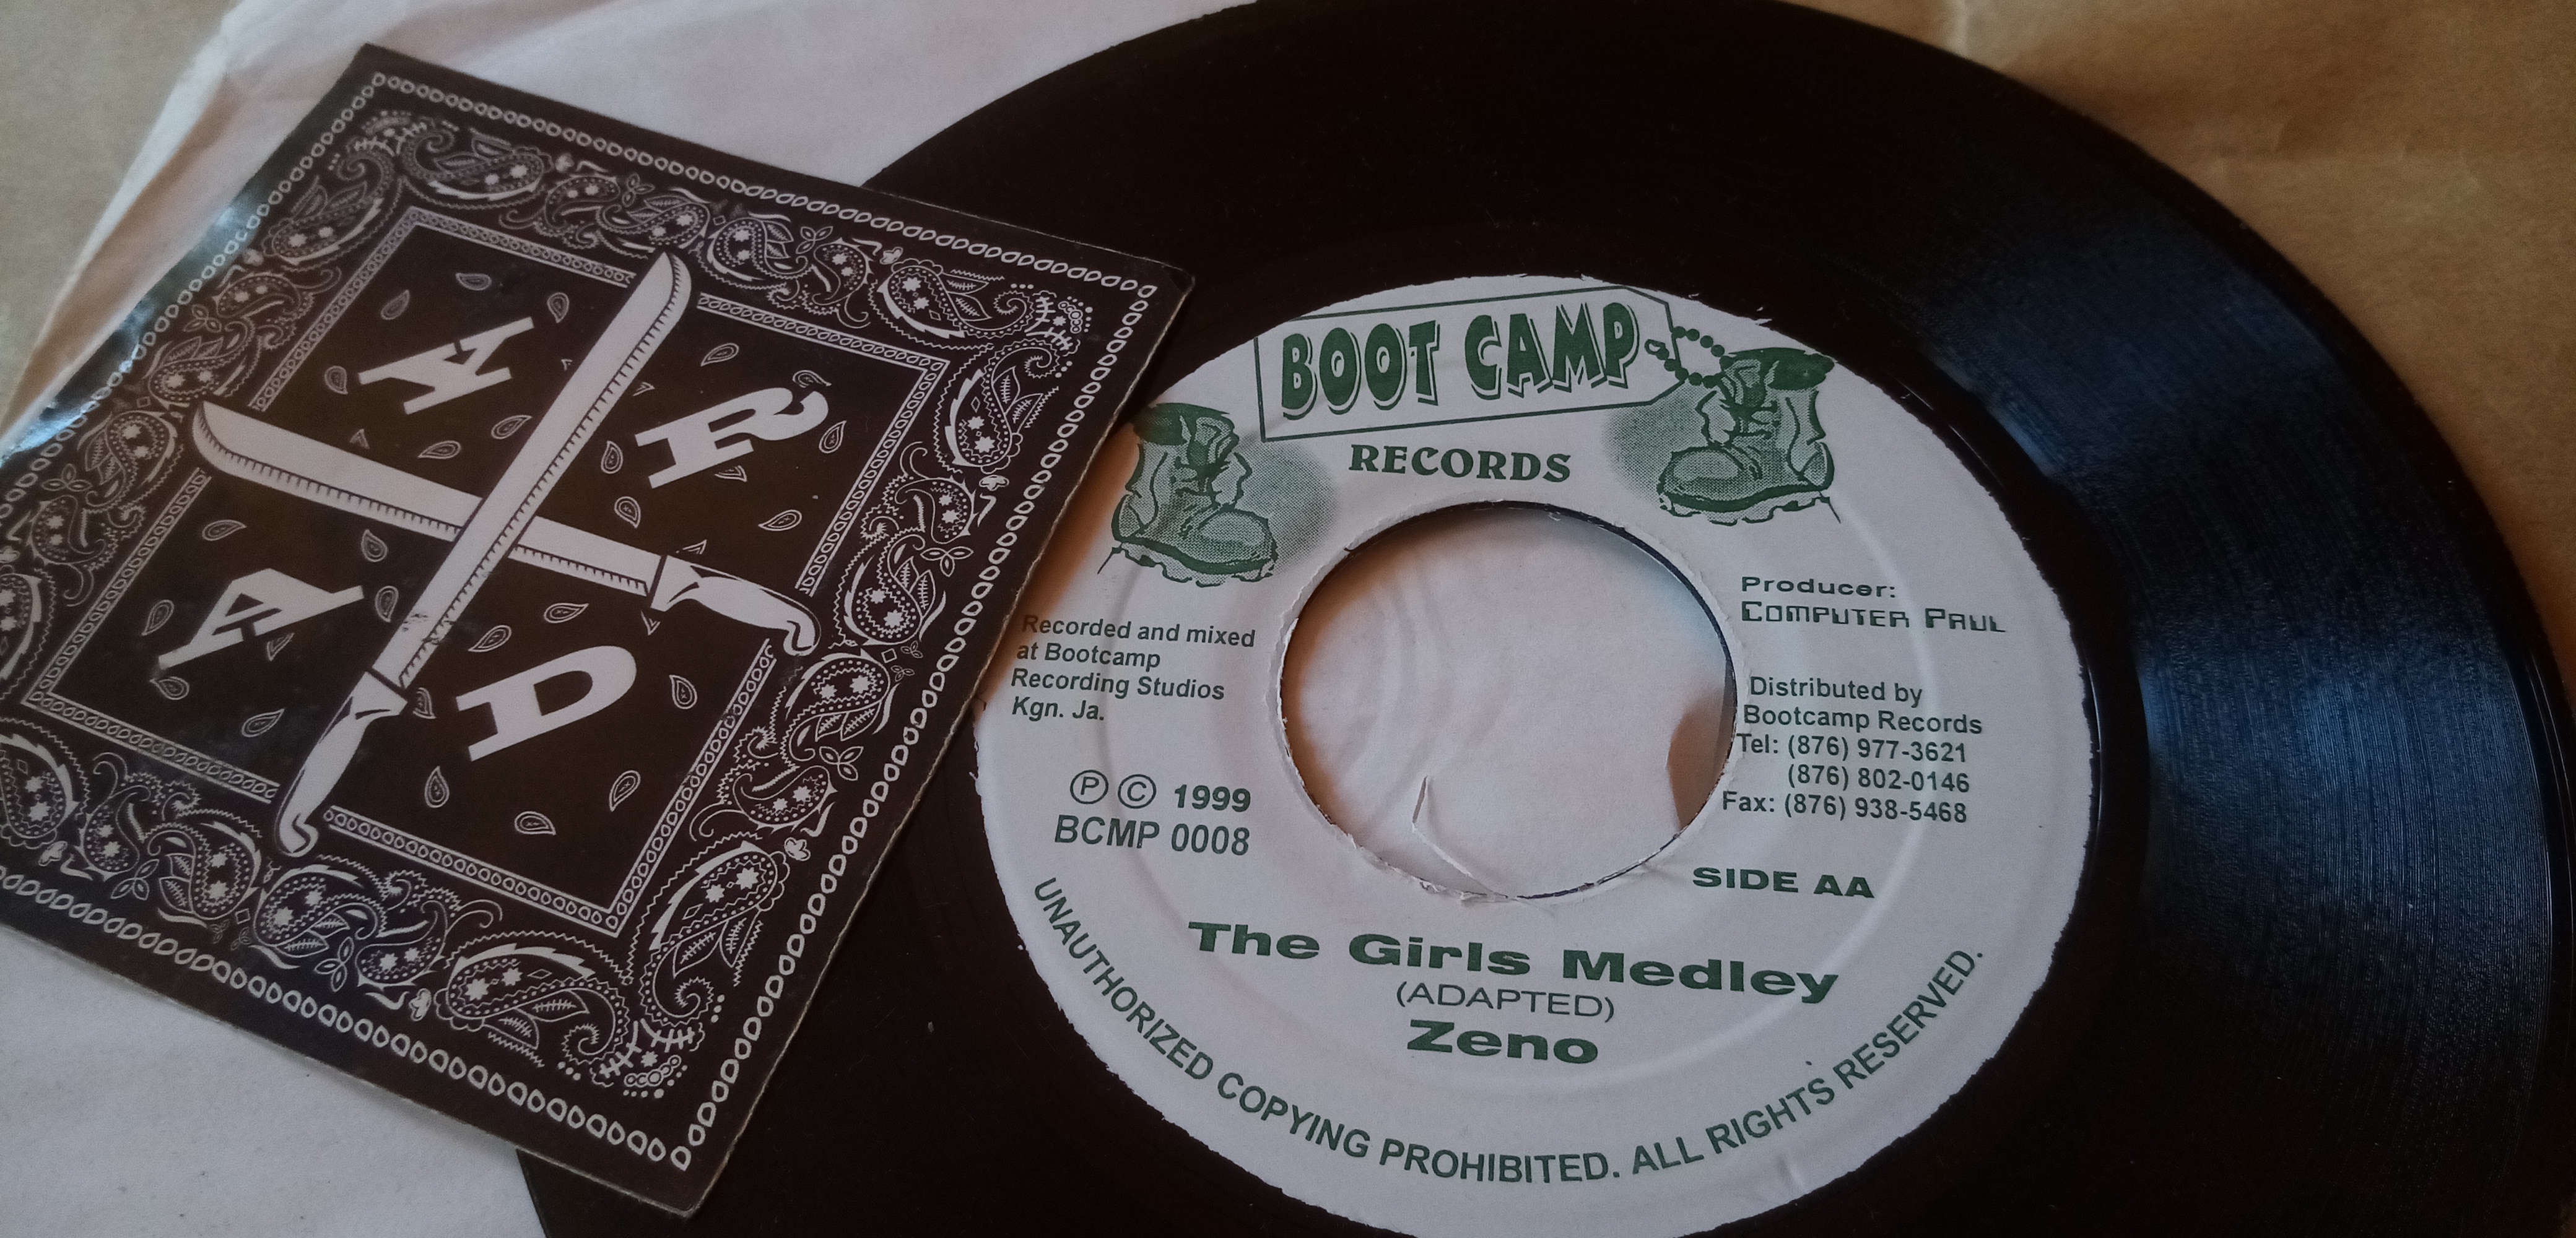 A R
A D
BOOT CAMP
RECORDS
Recorded and mixed
at Bootcamp
Recording Studios
Kgn. Ja.
Ⓟ © 1999
BCMP 0008
Producer:
COMPUTER PAUL
Distributed by
Bootcamp Records
Tel: (876) 977-3621
(876) 802-0146
Fax: (876) 938-5468
SIDE AA
The Girls Medley
(ADAPTED)
Zeno
UNAUTHORIZED COPYING PROHIBITED. ALL RIGHTS RESERVED.